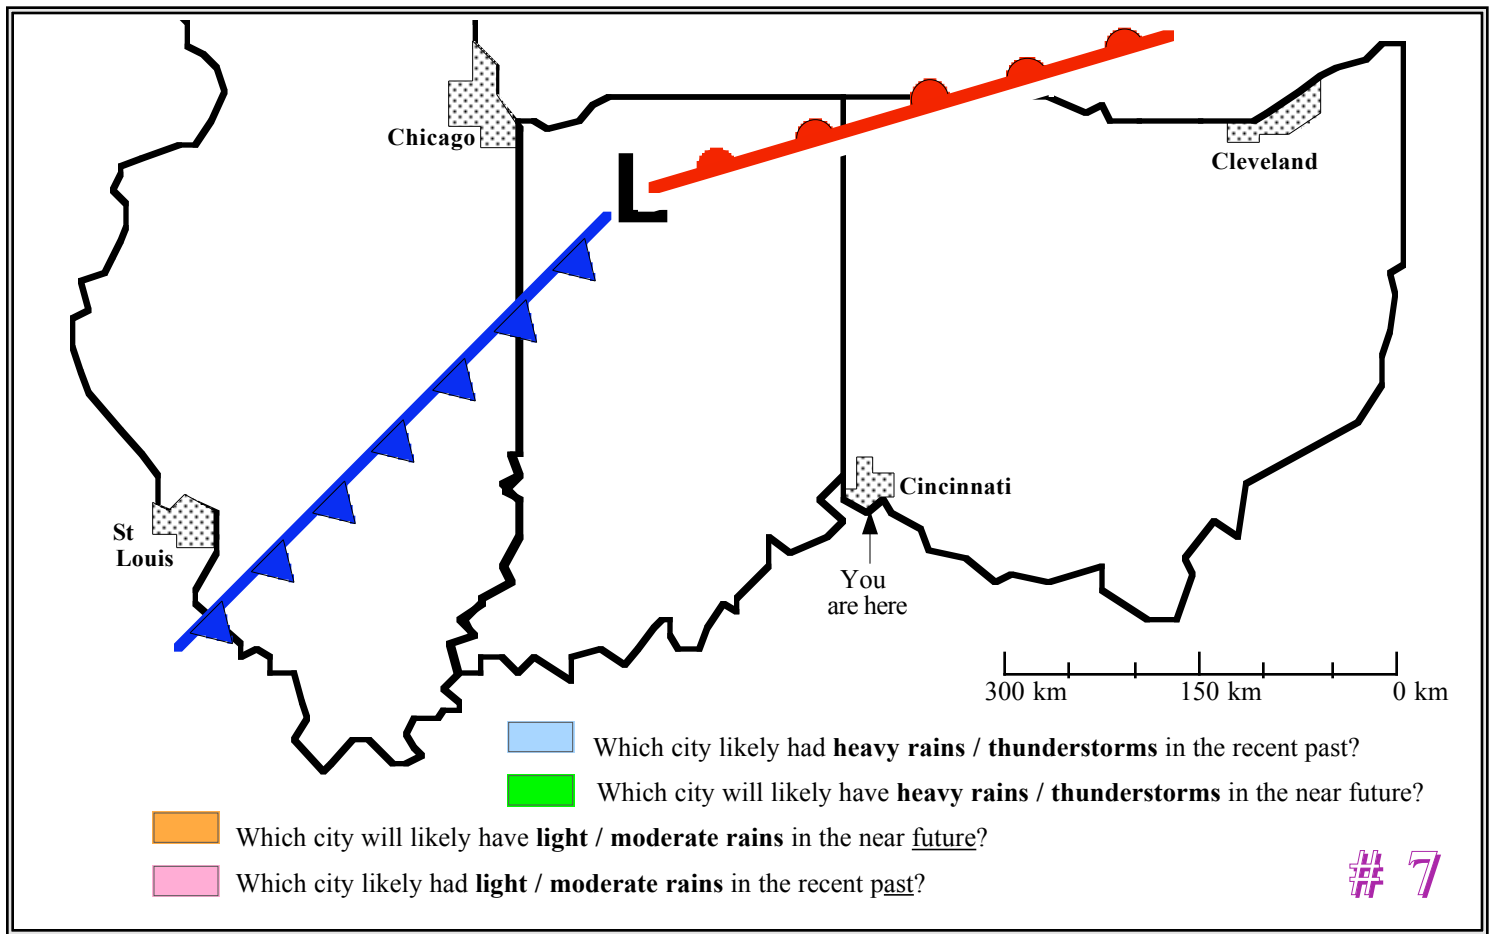 Chicago
L
Cleveland
Cincinnati
St
Louis
You
are here
300 km 150 km 0 km
Which city likely had heavy rains / thunderstorms in the recent past?
Which city will likely have heavy rains / thunderstorms in the near future?
Which city will likely have light / moderate rains in the near future?
Which city likely had light / moderate rains in the recent past?
# 7